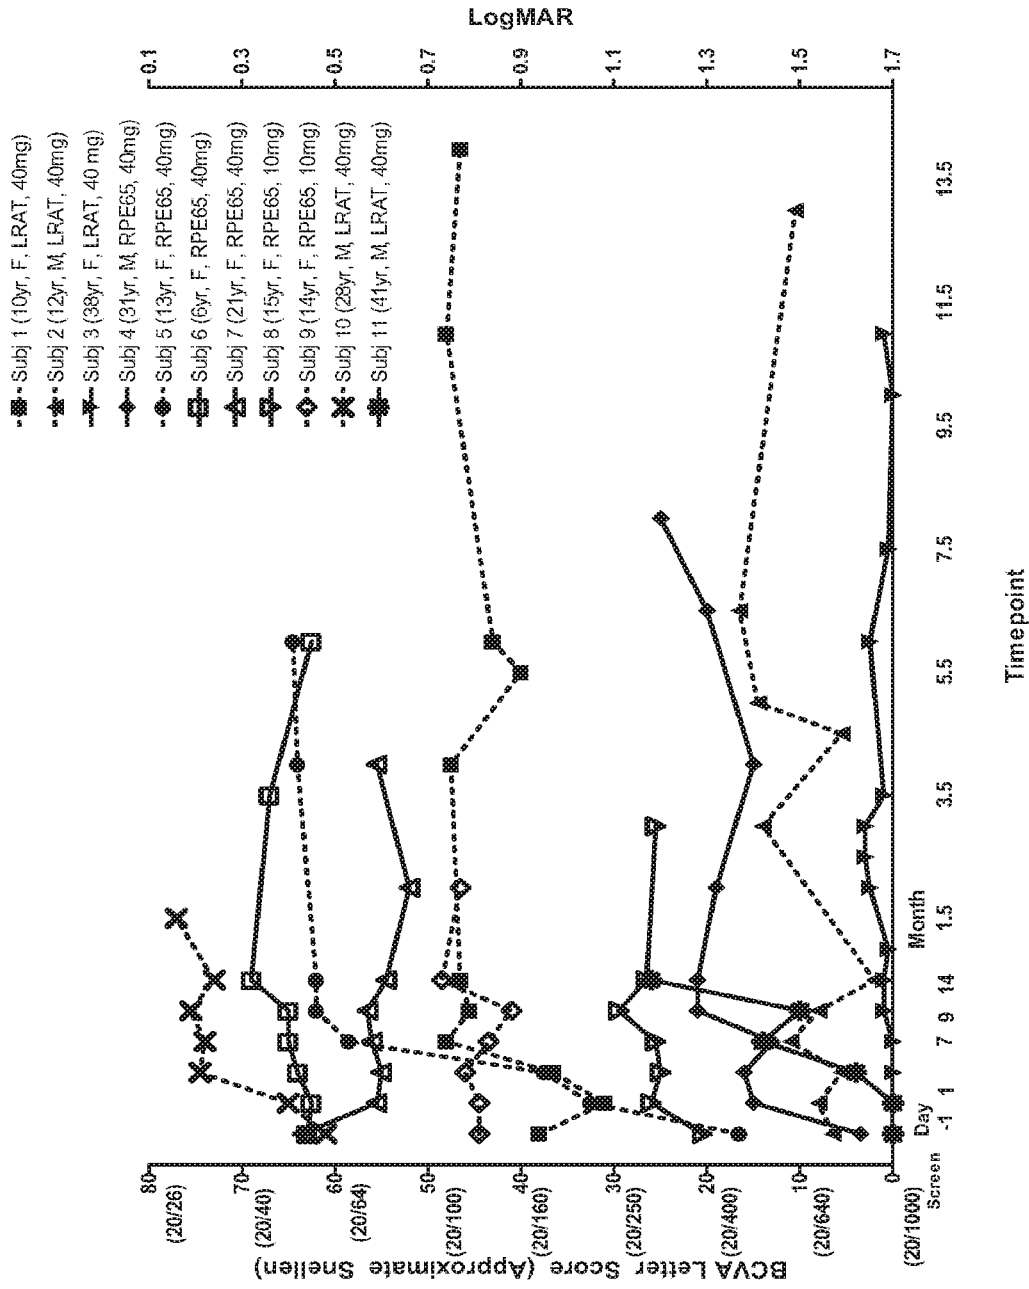 LogMAR
0.1
0.3
0.5
0.7
0.9
1.1
1.3
1.5
1.7
Subj 1 (10yr, F, LRAT, 40mg)
Subj 2 (12yr, M, LRAT, 40mg)
Subj 3 (38yr, F, LRAT, 40 mg)
Subj 4 (31yr, M, RPE65, 40mg)
Subj 5 (13yr, F, RPE65, 40mg)
Subj 6 (6yr, F, RPE65, 40mg)
Subj 7 (21yr, F, RPE65, 40mg)
Subj 8 (15yr, F, RPE65, 10mg)
Subj 9 (14yr, F, RPE65, 10mg)
Subj 10 (28yr, M, LRAT, 40mg)
Subj 11 (41yr, M, LRAT, 40mg)
80
(20/26)
70
(20/40)
60
(20/64)
50
(20/100)
40
(20/160)
30
(20/250)
20
(20/400)
10
(20/640)
0
(20/1000)
BCVA Letter Score (Approximate Snellen)
Screen
Day
Month
-1
1
7
9
14
1.5
3.5
5.5
7.5
9.5
11.5
13.5
Timepoint